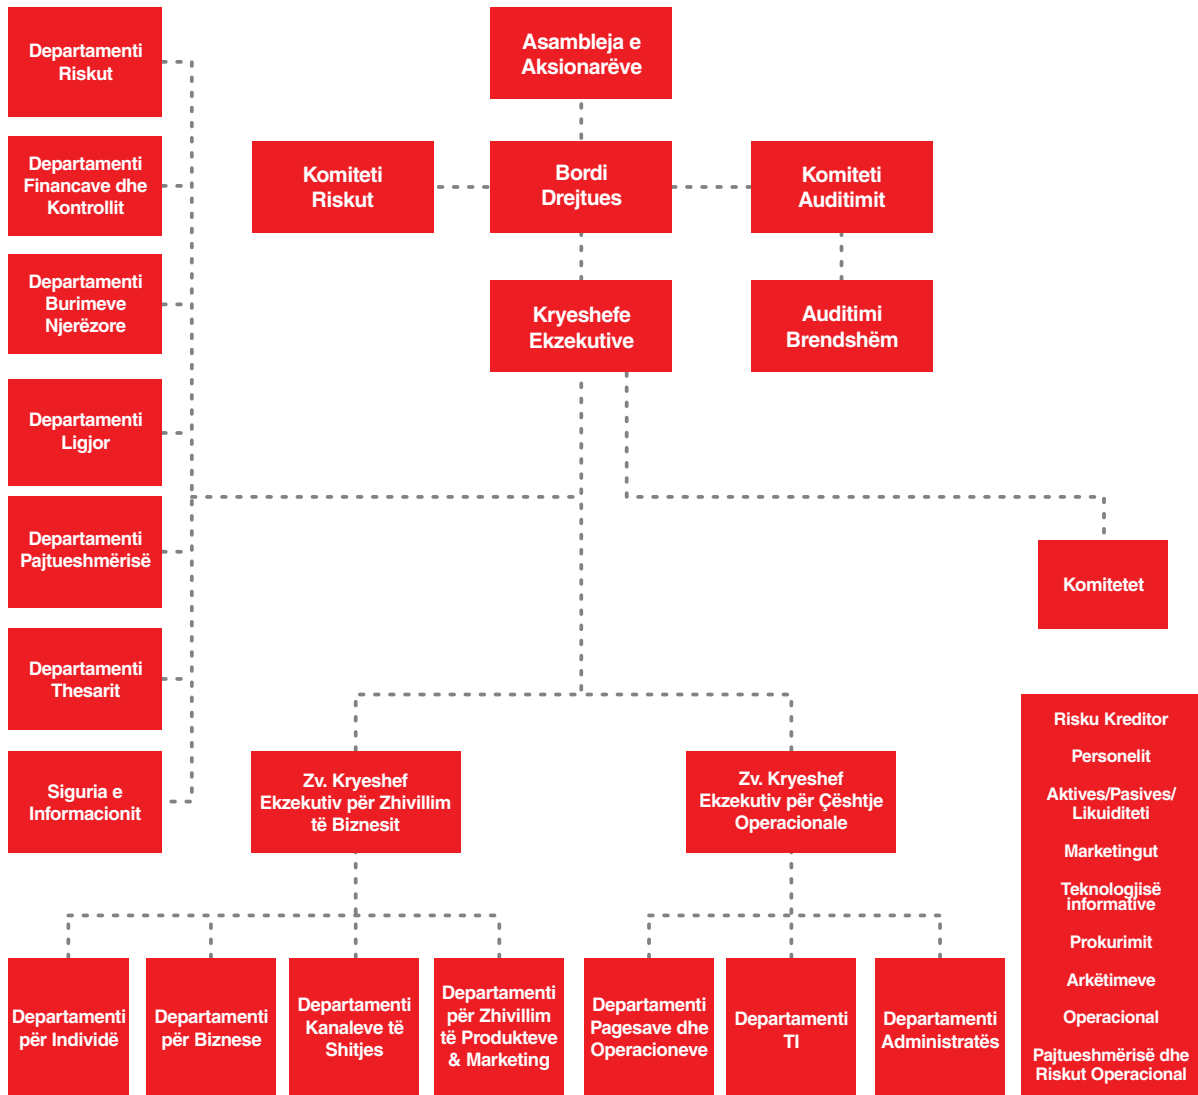 Asambleja e
Aksionarëve
Komiteti
Riskut
Bordi
Drejtues
Komiteti
Auditimit
Kryeshefe
Ekzekutive
Auditimi
Brendshëm
Departamenti
Riskut
Departamenti
Financave dhe
Kontrollit
Departamenti
Burimeve
Njerëzore
Departamenti
Ligjor
Departamenti
Pajtueshmërisë
Departamenti
Thesarit
Siguria e
Informacionit
Komitetet
Risku Kreditor
Personelit
Aktives/Pasives/
Likuiditeti
Marketingut
Teknologjisë
informative
Prokurimit
Arkëtimeve
Operacional
Pajtueshmërisë dhe
Riskut Operacional
Zv. Kryeshef
Ekzekutiv për Zhivillim
të Biznesit
Zv. Kryeshef
Ekzekutiv për Çështje
Operacionale
Departamenti
për Individë
Departamenti
për Biznese
Departamenti
Kanaleve të
Shitjes
Departamenti
për Zhivillim
të Produkteve
& Marketing
Departamenti
Pagesave dhe
Operacioneve
Departamenti
TI
Departamenti
Administratës